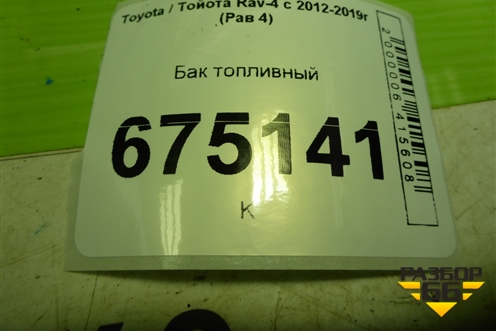 Toyota / Тойота Rav-4 с 2012-2019г
(Рав 4)
Бак топливный
675141
К
2000006415608
РАЗБОР
66